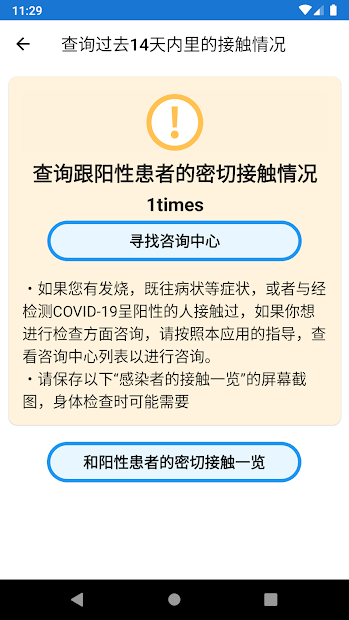 11:29
查询过去14天内里的接触情况
查询跟阳性患者的密切接触情况
1times
寻找咨询中心
・如果您有发烧，既往病状等症状，或者与经
检测COVID-19呈阳性的人接触过，如果你想
进行检查方面咨询，请按照本应用的指导，查
看咨询中心列表以进行咨询。
・请保存以下“感染者的接触一览”的屏幕截
图，身体检查时可能需要
和阳性患者的密切接触一览